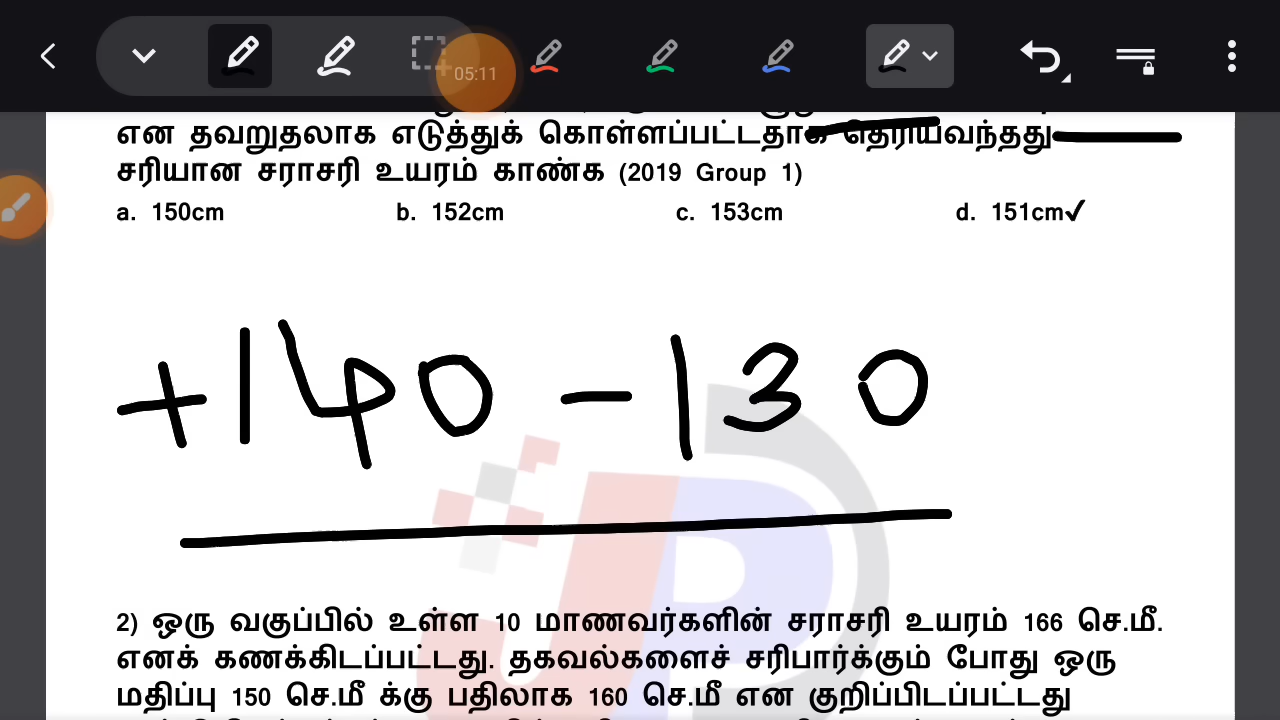 05:11
என தவறுதலாக எடுத்துக் கொள்ளப்பட்டதாக தெரியவந்தது
சரியான சராசரி உயரம் காண்க (2019 Group 1)
a. 150cm b. 152cm c. 153cm d. 151cm✓
+140 - 130
JP
2) ஒரு வகுப்பில் உள்ள 10 மாணவர்களின் சராசரி உயரம் 166 செ.மீ.
எனக் கணக்கிடப்பட்டது. தகவல்களைச் சரிபார்க்கும் போது ஒரு
மதிப்பு 150 செ.மீ க்கு பதிலாக 160 செ.மீ என குறிப்பிடப்பட்டது